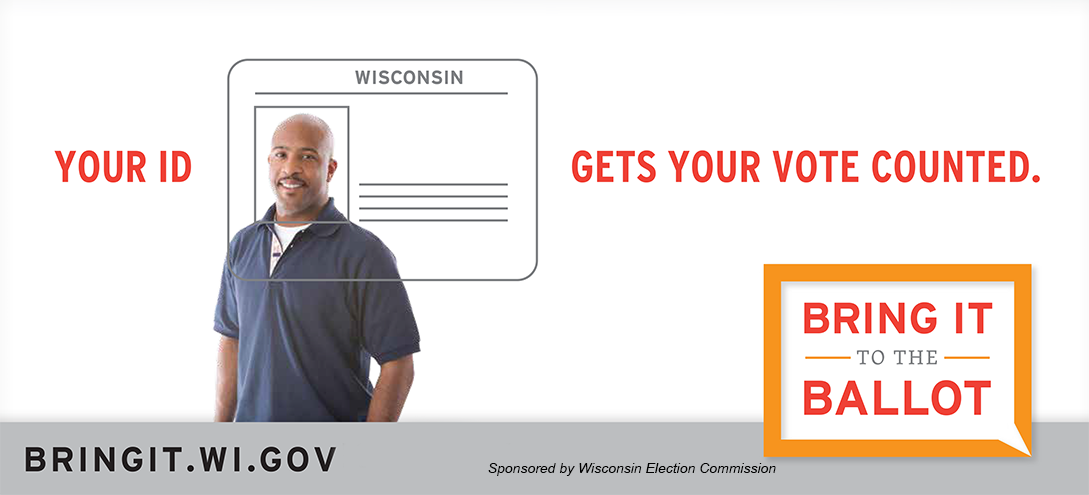 WISCONSIN
YOUR ID
GETS YOUR VOTE COUNTED.
BRING IT
TO THE
BALLOT
BRINGIT.WI.GOV
Sponsored by Wisconsin Election Commission